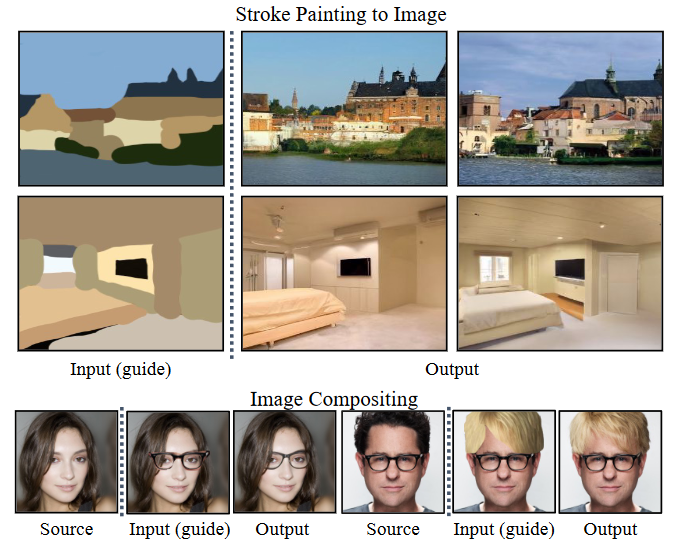 Stroke Painting to Image
Input (guide)
Output
Image Compositing
Source
Input (guide)
Output
Source
Input (guide)
Output